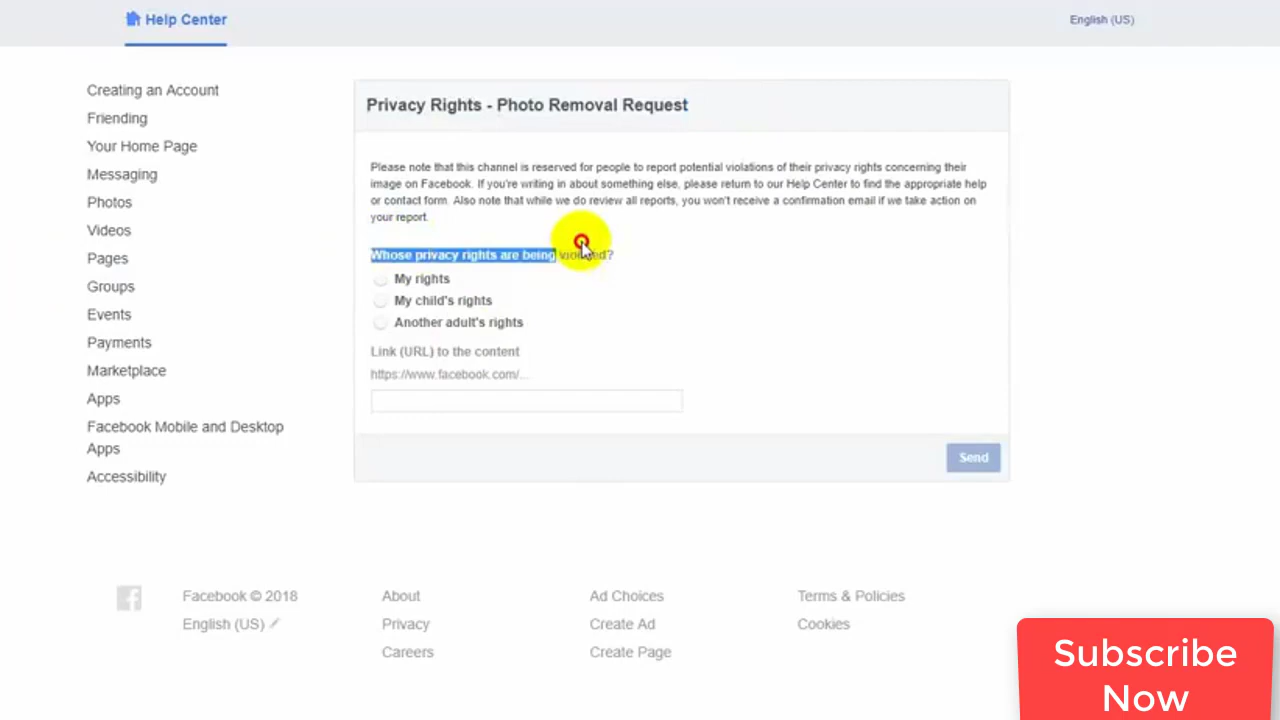 Help Center
English (US)
Creating an Account
Friending
Your Home Page
Messaging
Photos
Videos
Pages
Groups
Events
Payments
Marketplace
Apps
Facebook Mobile and Desktop
Apps
Accessibility
Privacy Rights - Photo Removal Request
Please note that this channel is reserved for people to report potential violations of their privacy rights concerning their
image on Facebook. If you're writing in about something else, please return to our Help Center to find the appropriate help
or contact form. Also note that while we do review all reports, you won't receive a confirmation email if we take action on
your report.
Whose privacy rights are being violated?
My rights
My child's rights
Another adult's rights
Link (URL) to the content
https://www.facebook.com/...
Send
Facebook © 2018
English (US)
About
Privacy
Careers
Ad Choices
Create Ad
Create Page
Terms & Policies
Cookies
Subscribe
Now